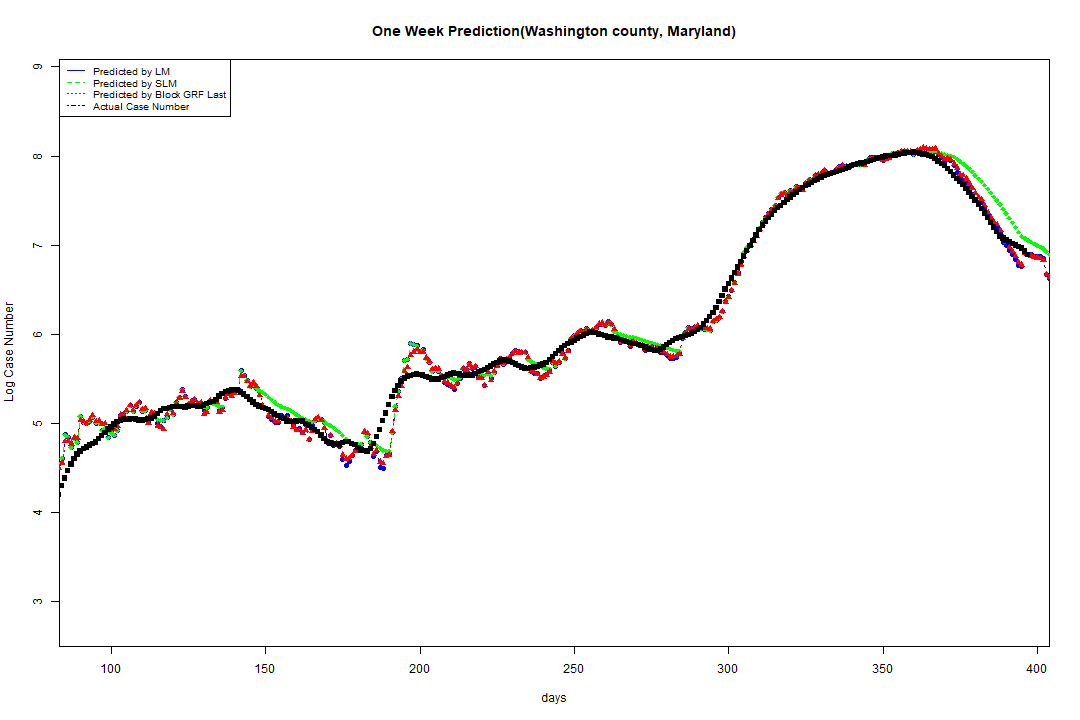 One Week Prediction(Washington county, Maryland)
Predicted by LM
Predicted by SLM
Predicted by Block GRF Last
Actual Case Number
9
8
7
6
5
4
3
Log Case Number
100 150 200 250 300 350 400
days